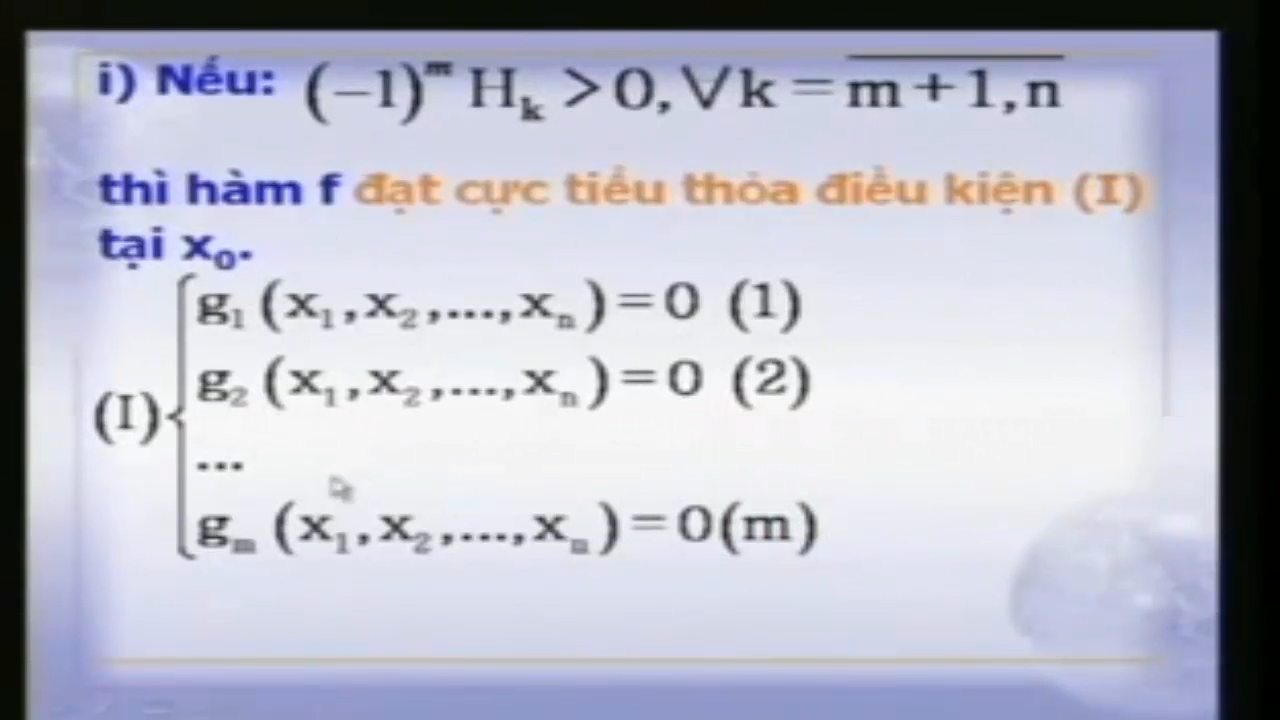 i) Nếu: (−1)^m H_k > 0, ∀k = \overline{m+1,n}
thì hàm f đạt cực tiểu thỏa điều kiện (I)
tại x₀.
g₁ (x₁,x₂,...,xₙ) = 0 (1)
g₂ (x₁,x₂,...,xₙ) = 0 (2)
(I){
...
gₘ (x₁,x₂,...,xₙ) = 0(m)